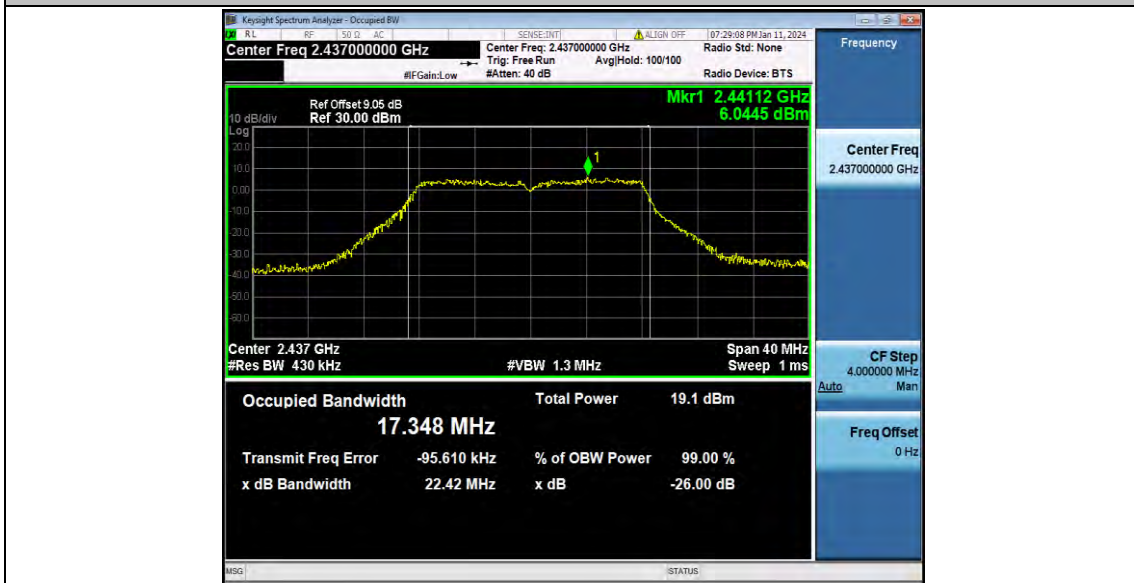 Keysight Spectrum Analyzer - Occupied BW
RL RF 50 Ω AC SENSE:INT ALIGN OFF 07:29:08 PM Jan 11, 2024
Center Freq 2.437000000 GHz Center Freq: 2.437000000 GHz Radio Std: None
Trig: Free Run Avg|Hold: 100/100
#IFGain:Low #Atten: 40 dB Radio Device: BTS
Frequency
Ref Offset 9.05 dB Mkr1 2.44112 GHz
10 dB/div Ref 30.00 dBm 6.0445 dBm
Log
20.0
10.0
0.00
-10.0
-20.0
-30.0
-40.0
-50.0
-60.0
1
Center 2.437 GHz Span 40 MHz
#Res BW 430 kHz #VBW 1.3 MHz Sweep 1 ms
Center Freq
2.437000000 GHz
CF Step
4.000000 MHz
Auto Man
Freq Offset
0 Hz
Occupied Bandwidth Total Power 19.1 dBm
17.348 MHz
Transmit Freq Error -95.610 kHz % of OBW Power 99.00 %
x dB Bandwidth 22.42 MHz x dB -26.00 dB
MSG STATUS